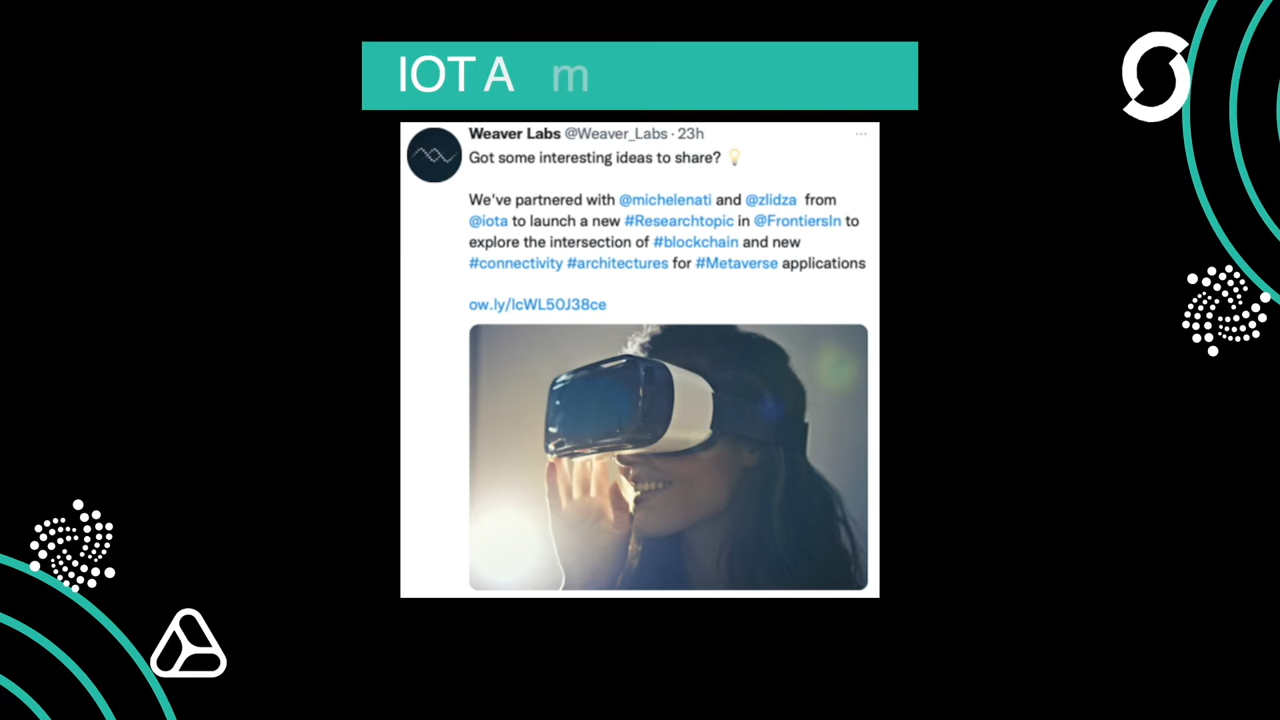 IOTA m
Weaver Labs @Weaver_Labs · 23h
Got some interesting ideas to share? 💡
We've partnered with @michelenati and @zlidza from
@iota to launch a new #Researchtopic in @FrontiersIn to
explore the intersection of #blockchain and new
#connectivity #architectures for #Metaverse applications
ow.ly/lcWL50J38ce